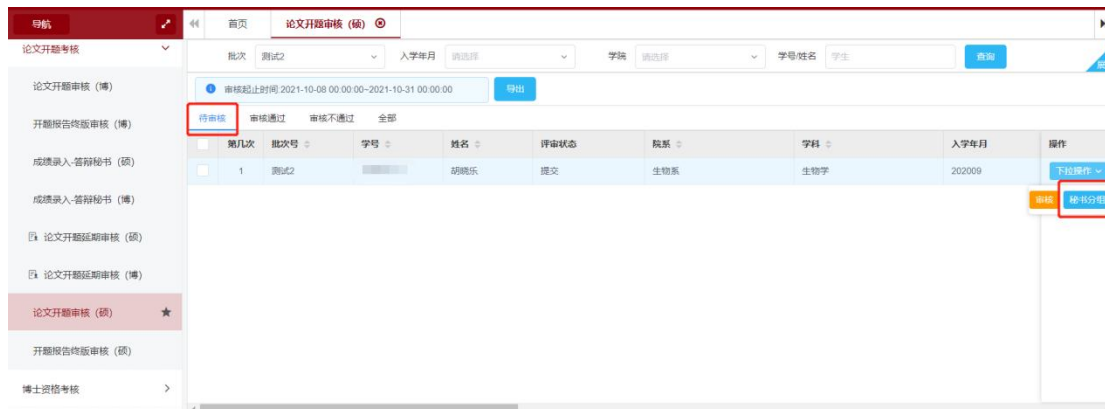 导航
首页 论文开题审核（硕）
论文开题考核
批次 测试2 入学年月 请选择 学院 请选择 学号/姓名 学生 查询
论文开题审核（博）
审核起止时间:2021-10-08 00:00:00~2021-10-31 00:00:00 导出
待审核 审核通过 审核不通过 全部
开题报告终版审核（博）
第几次 批次号 学号 姓名 评审状态 院系 学科 入学年月 操作
成绩录入-答辩秘书（硕）
1 测试2 胡晓乐 提交 生物系 生物学 202009 下拉操作
成绩录入-答辩秘书（博）
审核 秘书分组
论文开题延期审核（硕）
论文开题延期审核（博）
论文开题审核（硕）
开题报告终版审核（硕）
博士资格考核